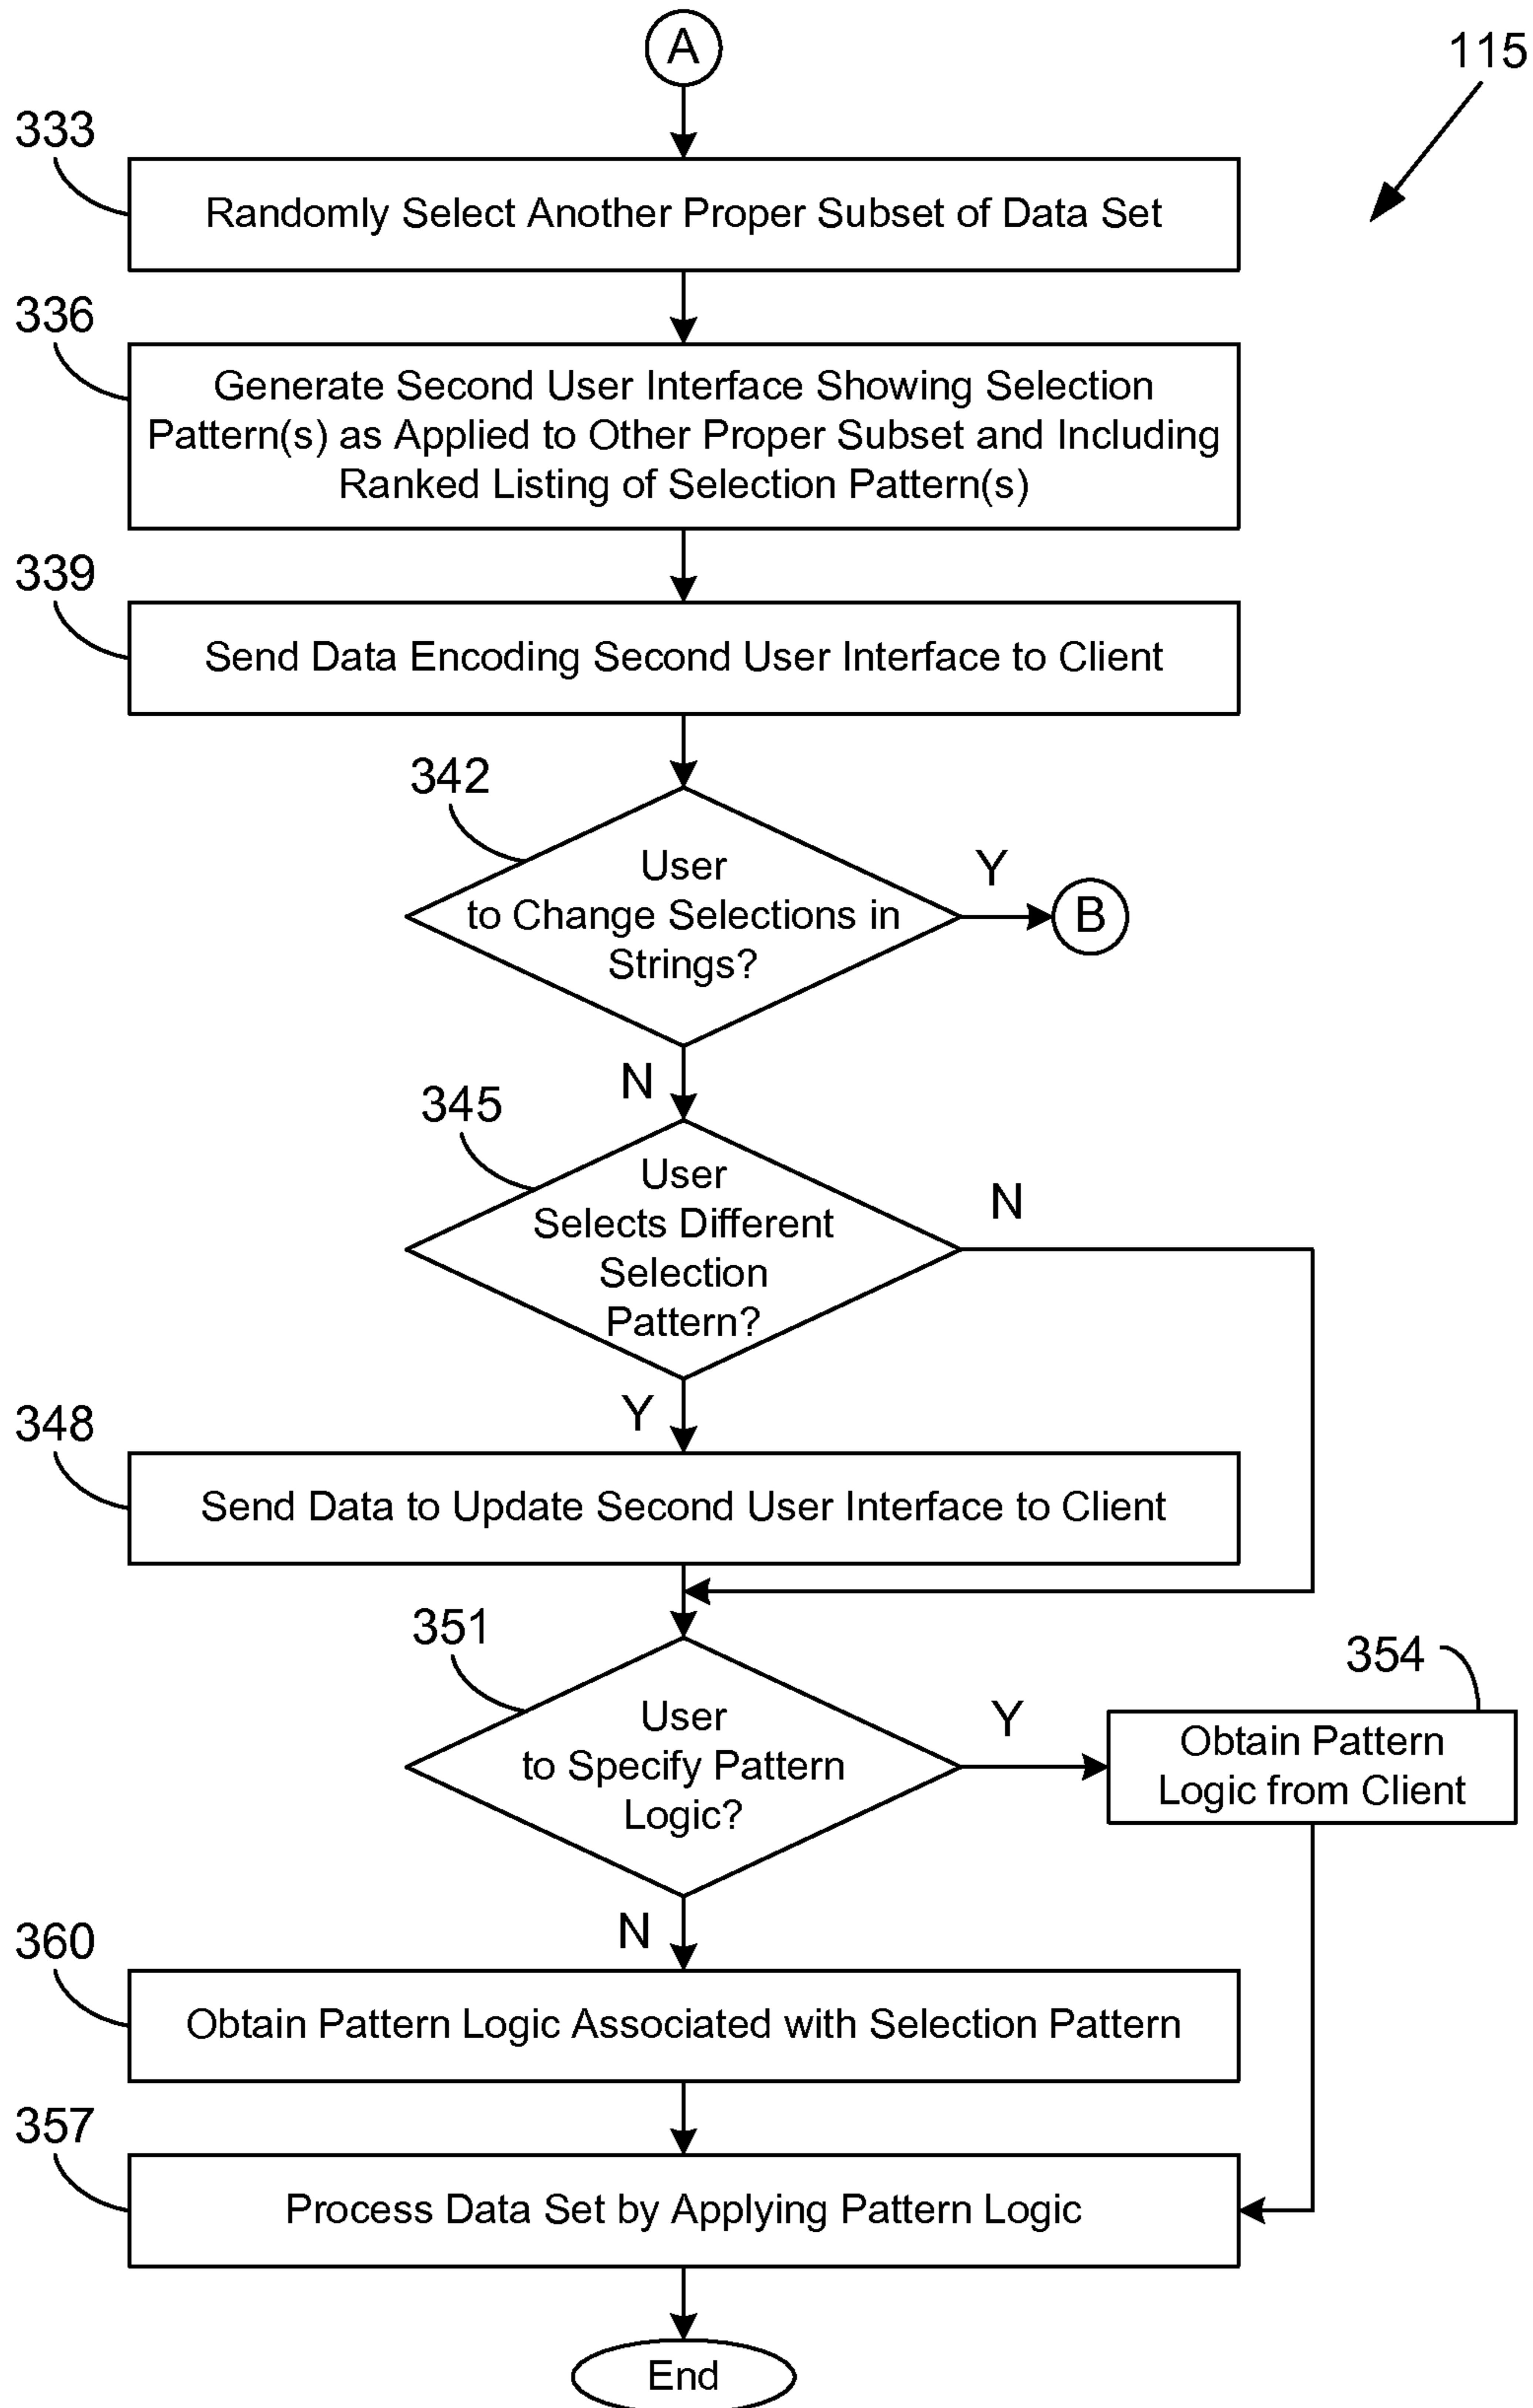 A
115
333
Randomly Select Another Proper Subset of Data Set
336
Generate Second User Interface Showing Selection
Pattern(s) as Applied to Other Proper Subset and Including
Ranked Listing of Selection Pattern(s)
339
Send Data Encoding Second User Interface to Client
342
User
to Change Selections in
Strings?
Y
B
N
345
User
Selects Different
Selection
Pattern?
N
Y
348
Send Data to Update Second User Interface to Client
351
User
to Specify Pattern
Logic?
Y
354
Obtain Pattern
Logic from Client
N
360
Obtain Pattern Logic Associated with Selection Pattern
357
Process Data Set by Applying Pattern Logic
End